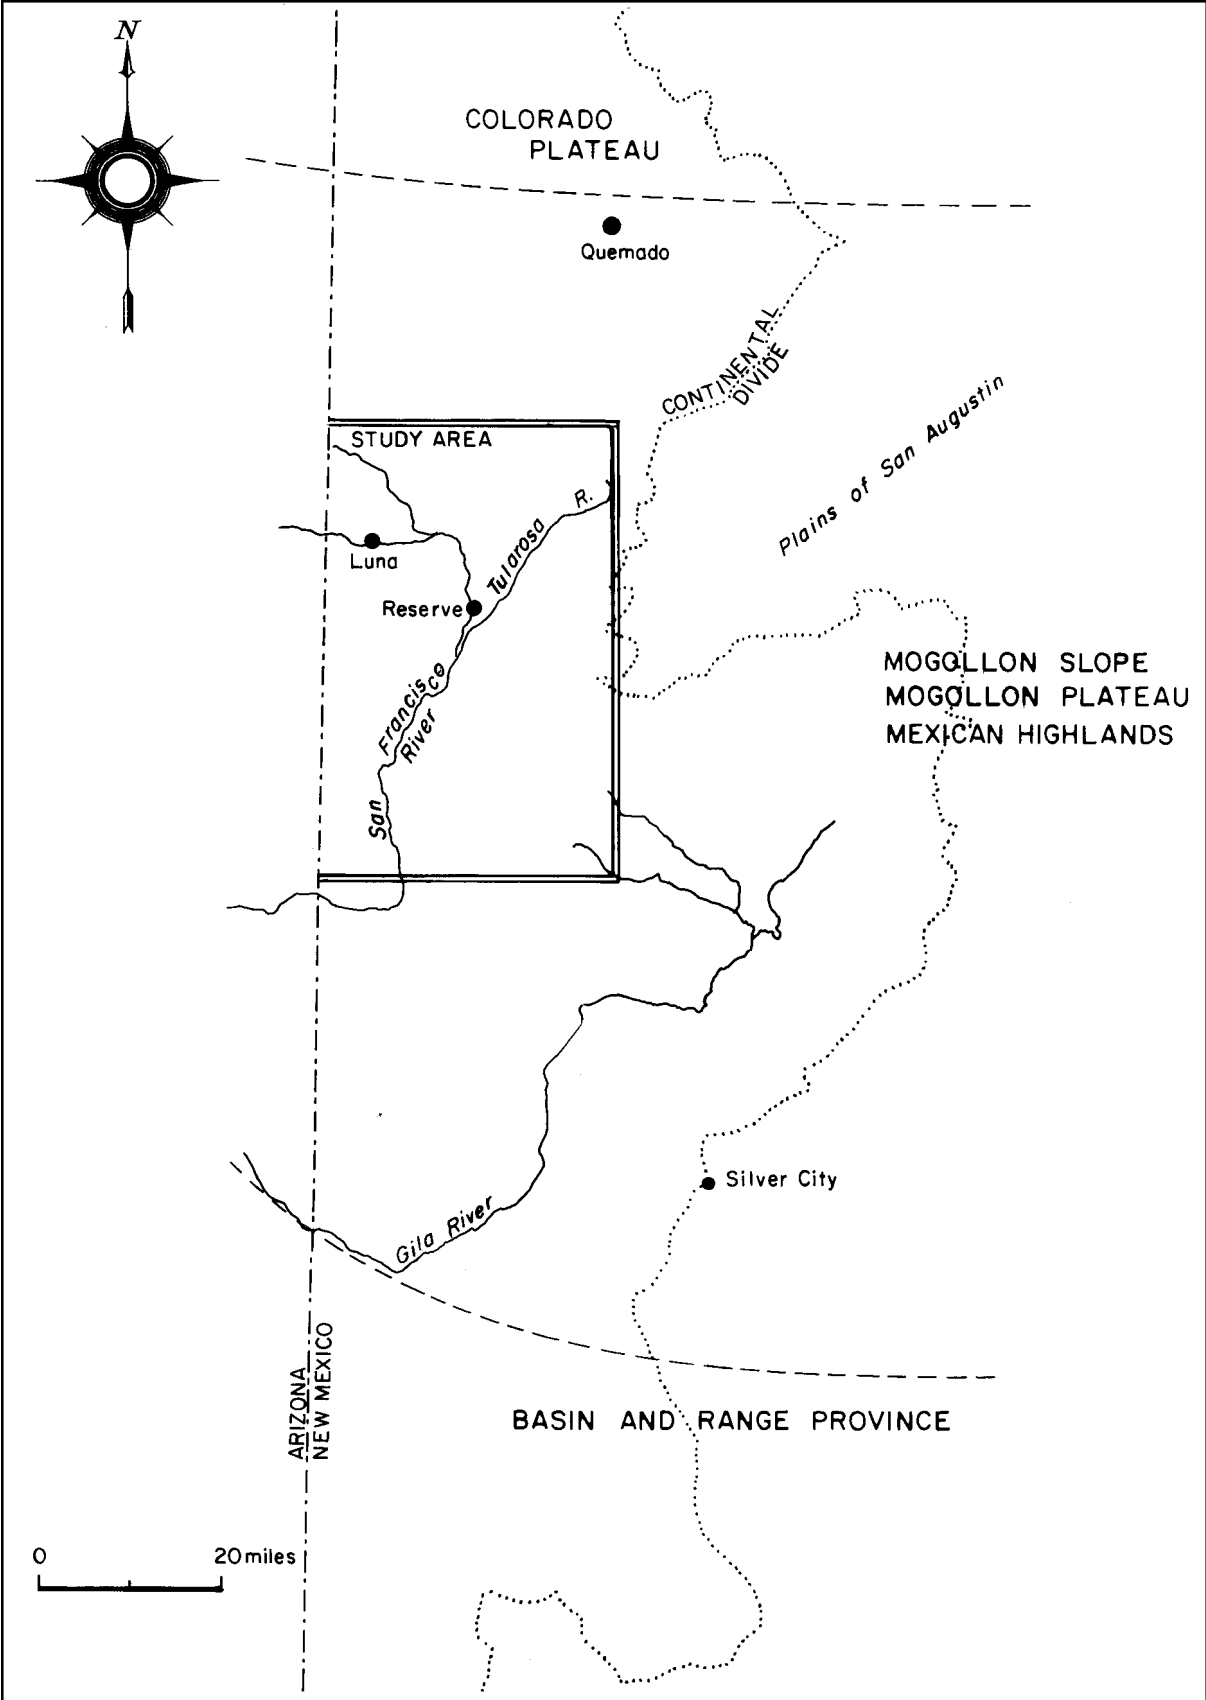 N
COLORADO
PLATEAU
Quemado
CONTINENTAL
DIVIDE
Plains of San Augustin
STUDY AREA
Tularosa R.
Luna
Reserve
San Francisco
River
MOGOLLON SLOPE
MOGOLLON PLATEAU
MEXICAN HIGHLANDS
Silver City
Gila River
ARIZONA
NEW MEXICO
BASIN AND RANGE PROVINCE
0 20 miles